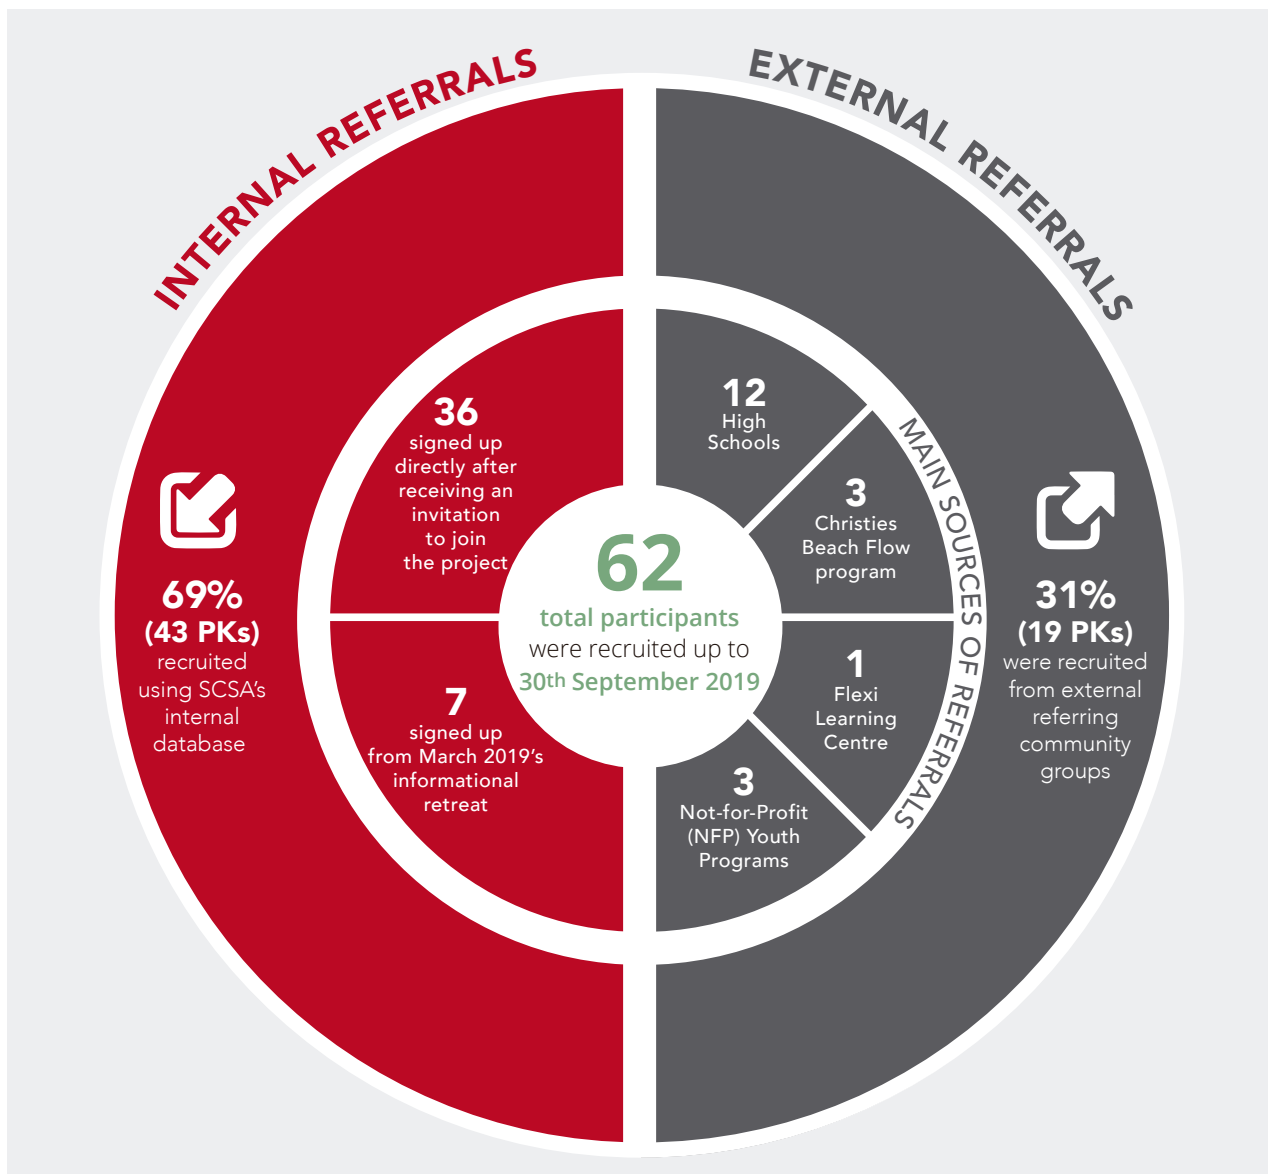 INTERNAL REFERRALS
EXTERNAL REFERRALS
69%
(43 PKs)
recruited
using SCSA's
internal
database
36
signed up
directly after
receiving an
invitation
to join
the project
7
signed up
from March 2019's
informational
retreat
62
total participants
were recruited up to
30th September 2019
12
High
Schools
3
Christies
Beach Flow
program
1
Flexi
Learning
Centre
3
Not-for-Profit
(NFP) Youth
Programs
MAIN SOURCES OF REFERRALS
31%
(19 PKs)
were recruited
from external
referring
community
groups